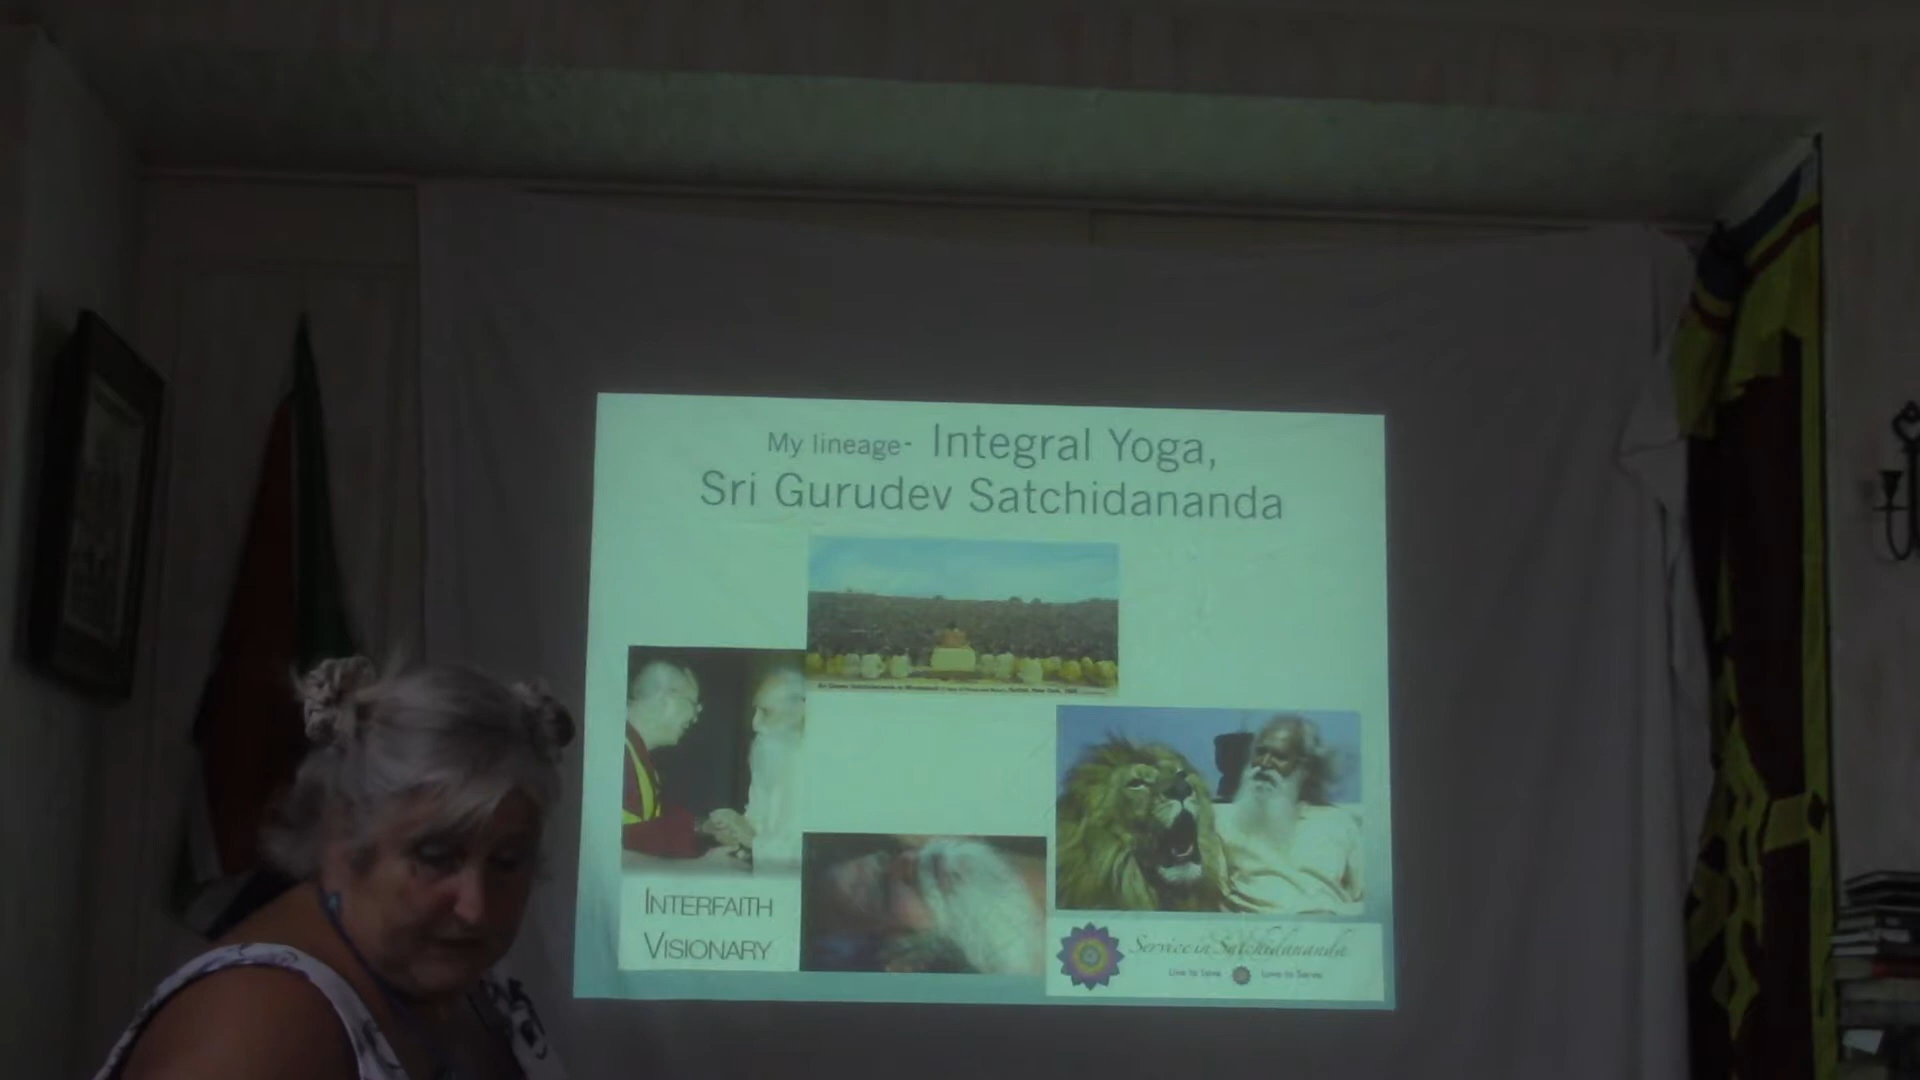 My lineage- Integral Yoga,
Sri Gurudev Satchidananda
INTERFAITH
VISIONARY
Service in Satchidananda
Live to Serve Love to Serve